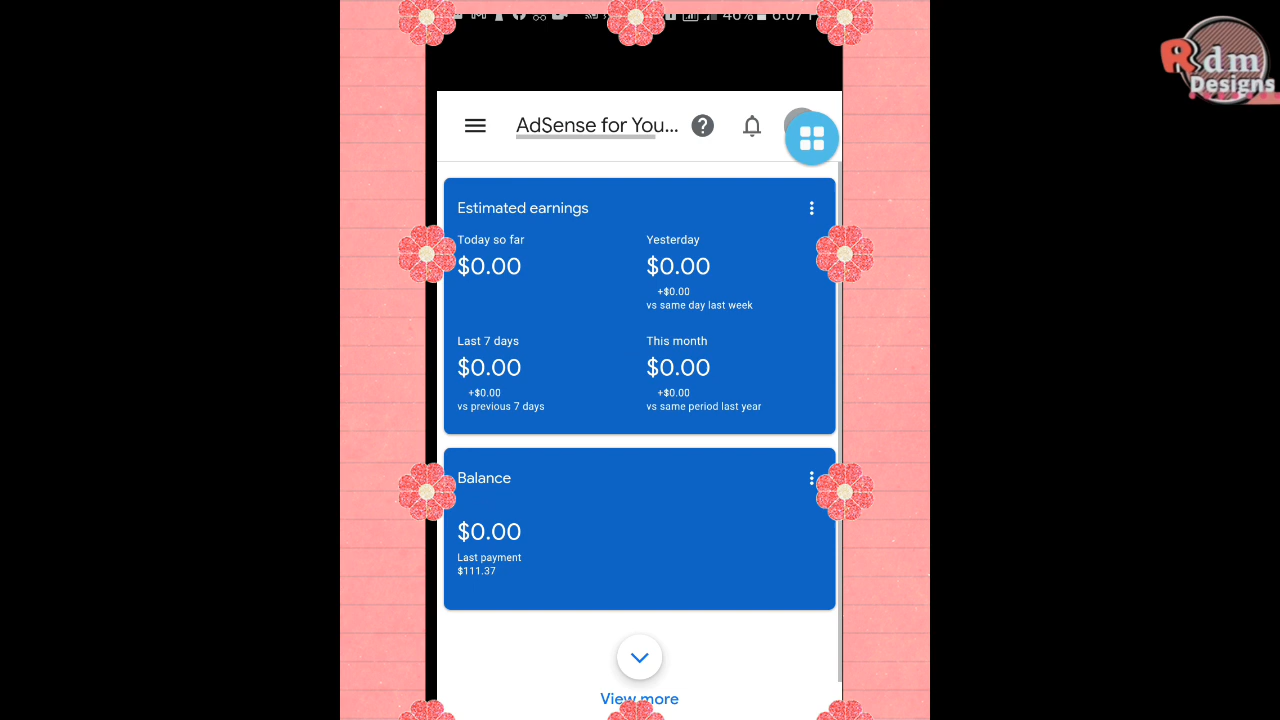 Rdm
Designs
AdSense for You...
Estimated earnings
Today so far
$0.00
Yesterday
$0.00
+$0.00
vs same day last week
Last 7 days
$0.00
+$0.00
vs previous 7 days
This month
$0.00
+$0.00
vs same period last year
Balance
$0.00
Last payment
$111.37
View more